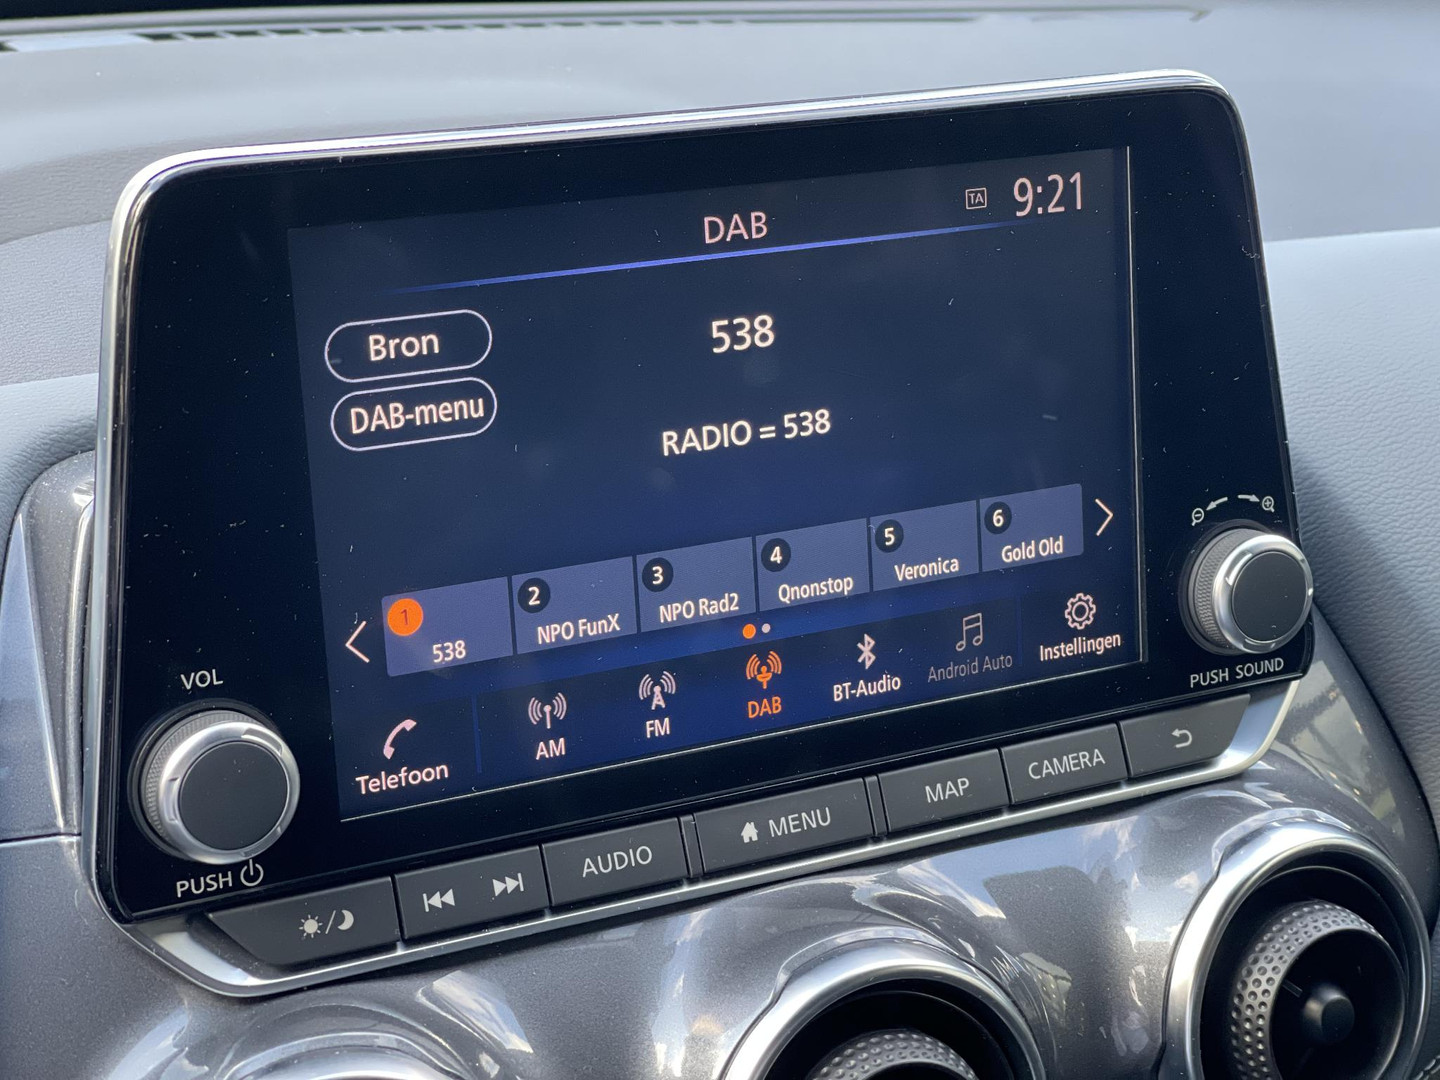 TA 9:21
DAB
Bron
538
DAB-menu
RADIO = 538
1 538
2 NPO FunX
3 NPO Rad2
4 Qnonstop
5 Veronica
6 Gold Old
Telefoon
AM
FM
DAB
BT-Audio
Android Auto
Instellingen
VOL
PUSH
PUSH SOUND
AUDIO
MENU
MAP
CAMERA